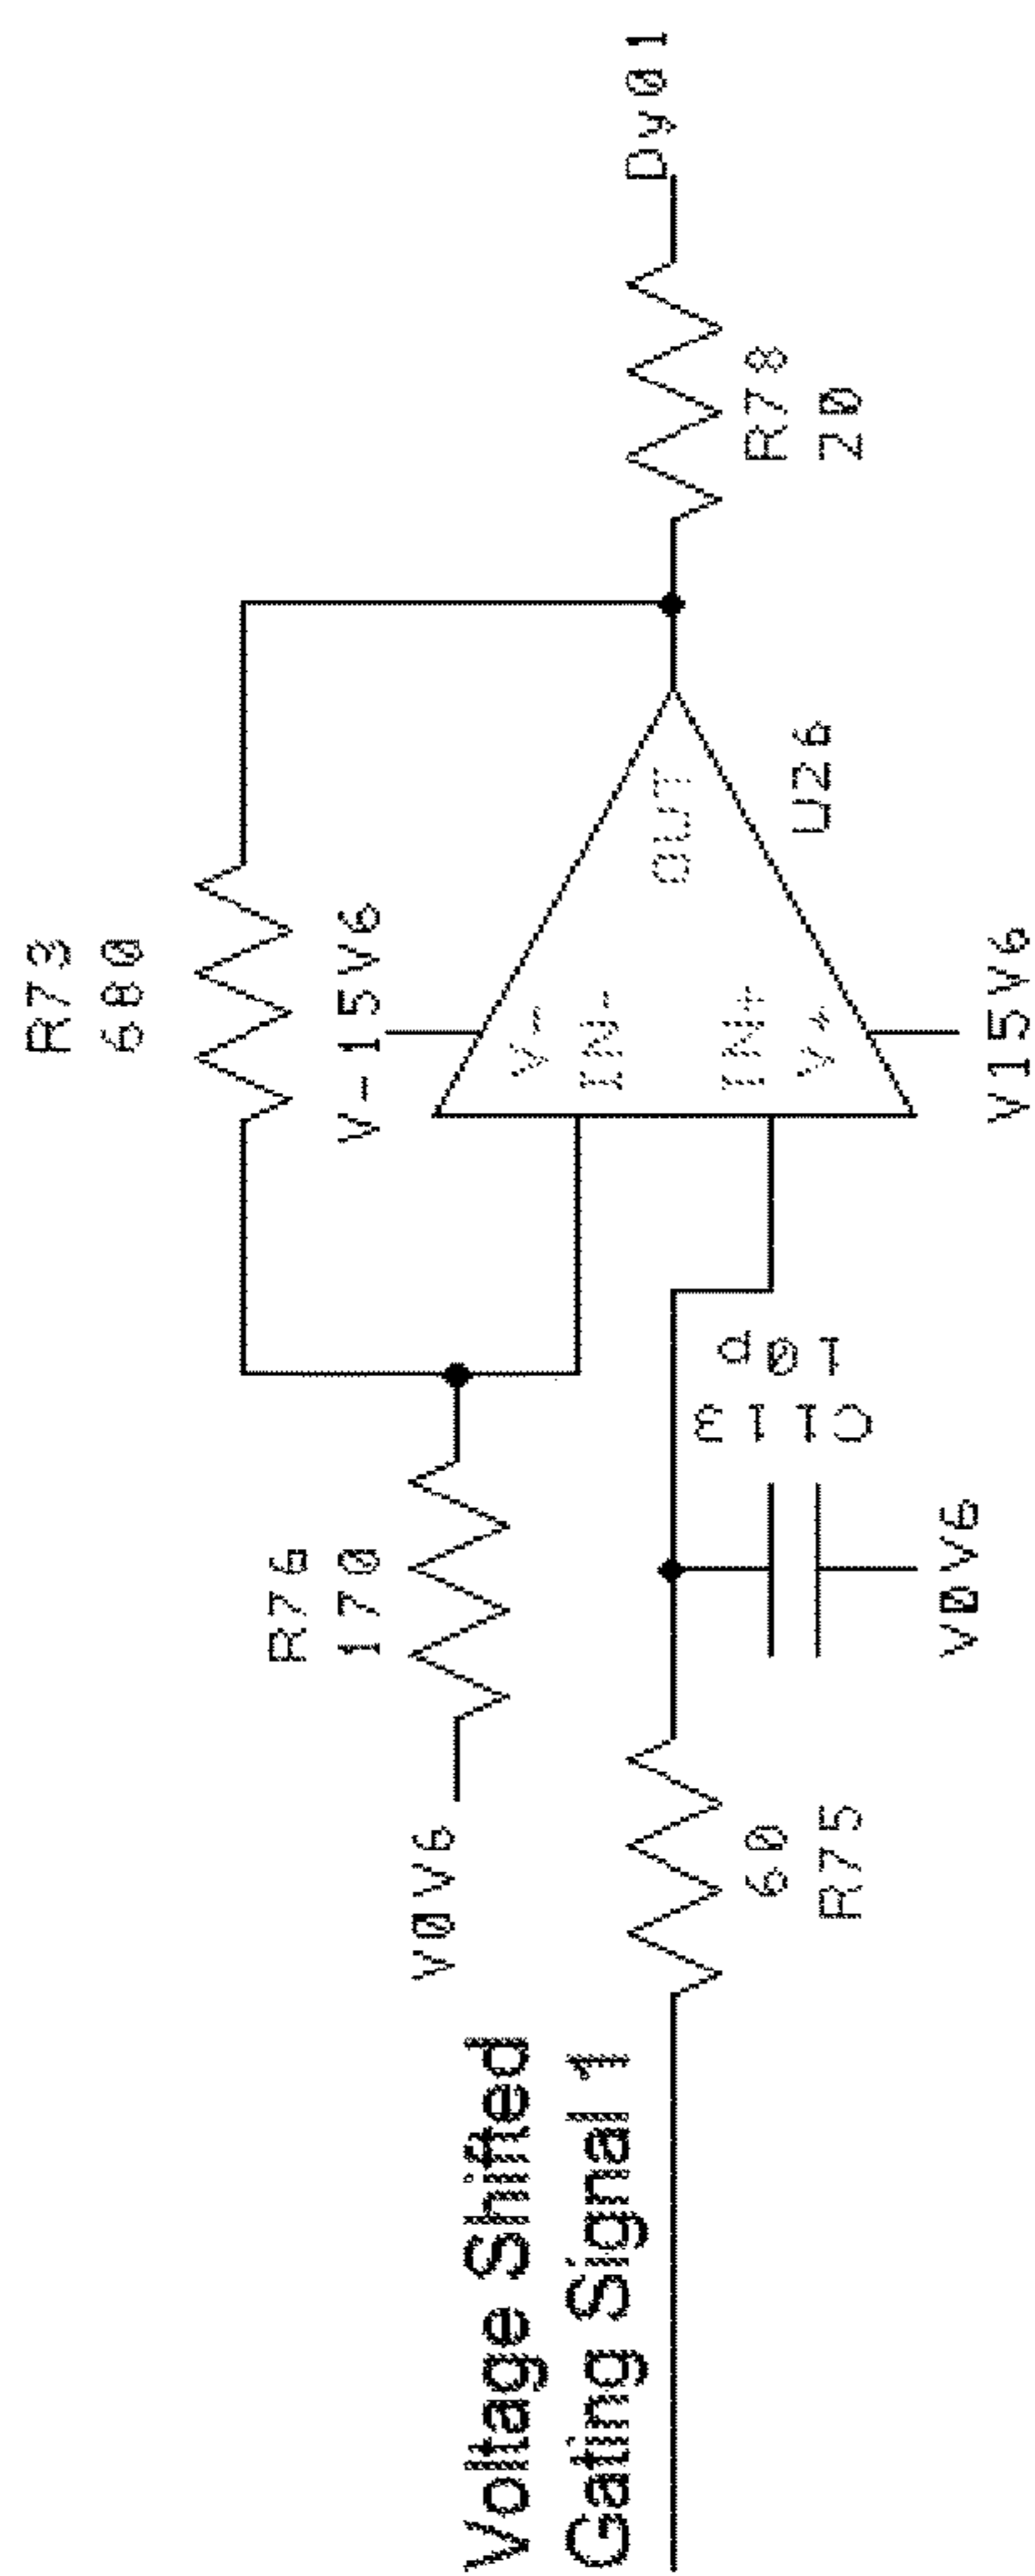 R73
680
R76
170
V-15V6
V0V6
Voltage Shifted
Gating Signal 1
V-
IN-
OUT
IN+
V+
Dy01
60
R75
C113
10p
V0V6
U26
R78
20
V15V6